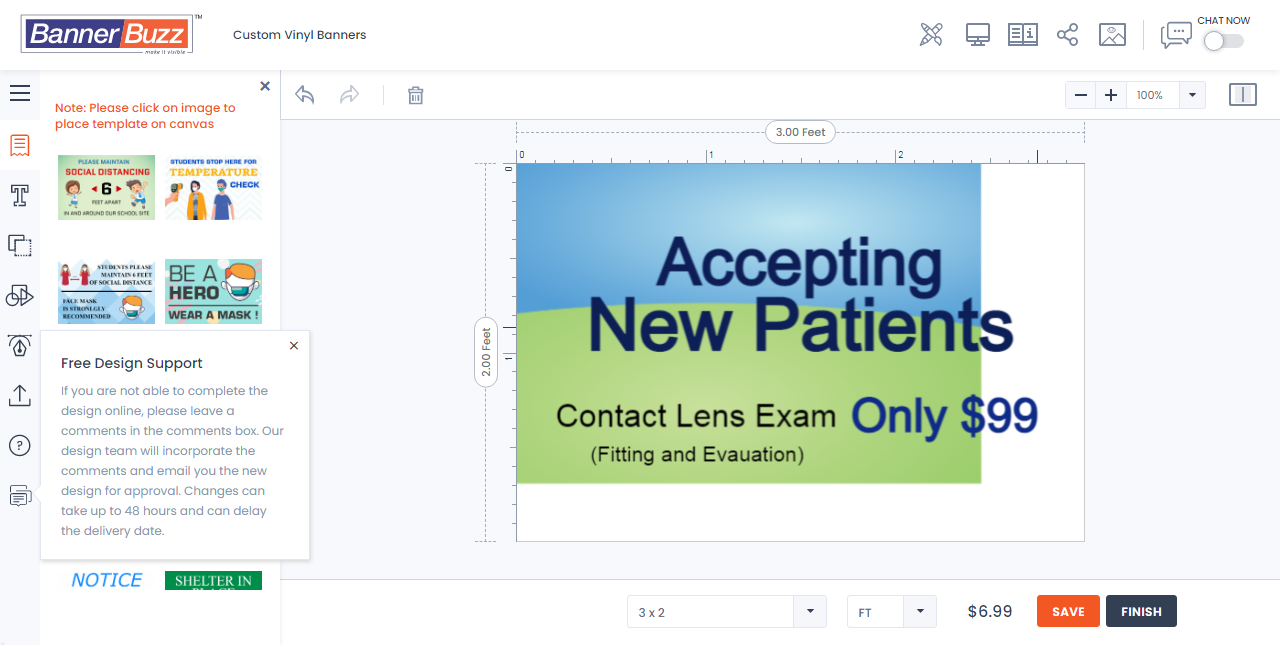 BannerBuzz™
make it visible
Custom Vinyl Banners
CHAT NOW
Note: Please click on image to
place template on canvas
PLEASE MAINTAIN
SOCIAL DISTANCING
6
FEET APART
IN AND AROUND OUR SCHOOL SITE
STUDENTS STOP HERE FOR
TEMPERATURE
CHECK
STUDENTS PLEASE
MAINTAIN 6 FEET
OF SOCIAL DISTANCE
FACE MASK
IS STRONLGLY
RECOMMENDED
BE A
HERO
WEAR A MASK !
Free Design Support
If you are not able to complete the
design online, please leave a
comments in the comments box. Our
design team will incorporate the
comments and email you the new
design for approval. Changes can
take up to 48 hours and can delay
the delivery date.
NOTICE
SHELTER IN
PLACE
100%
3.00 Feet
0 1 2
0
1
2.00 Feet
Accepting
New Patients
Contact Lens Exam Only $99
(Fitting and Evauation)
3 x 2
FT
$6.99
SAVE
FINISH